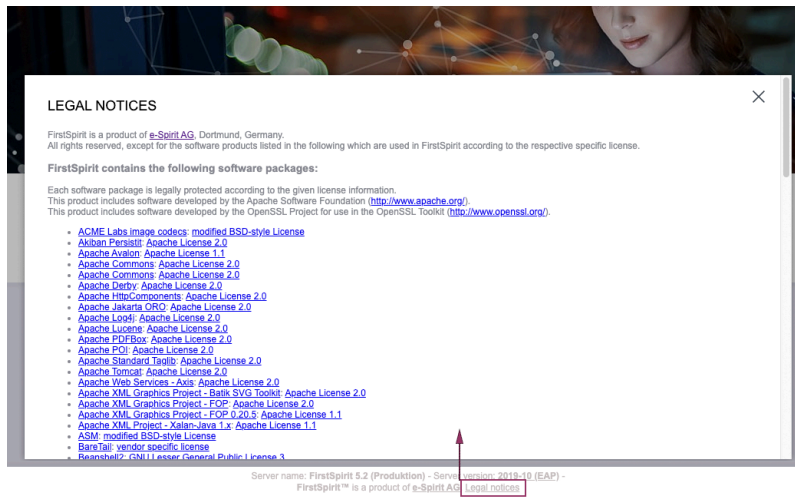 LEGAL NOTICES
FirstSpirit is a product of e-Spirit AG, Dortmund, Germany.
All rights reserved, except for the software products listed in the following which are used in FirstSpirit according to the respective specific license.
FirstSpirit contains the following software packages:
Each software package is legally protected according to the given license information.
This product includes software developed by the Apache Software Foundation (http://www.apache.org/).
This product includes software developed by the OpenSSL Project for use in the OpenSSL Toolkit (http://www.openssl.org/).
ACME Labs image codecs: modified BSD-style License
Akiban Persistit: Apache License 2.0
Apache Avalon: Apache License 1.1
Apache Commons: Apache License 2.0
Apache Commons: Apache License 2.0
Apache Derby: Apache License 2.0
Apache HttpComponents: Apache License 2.0
Apache Jakarta ORO: Apache License 2.0
Apache Log4j: Apache License 2.0
Apache Lucene: Apache License 2.0
Apache PDFBox: Apache License 2.0
Apache POI: Apache License 2.0
Apache Standard Taglib: Apache License 2.0
Apache Tomcat: Apache License 2.0
Apache Web Services - Axis: Apache License 2.0
Apache XML Graphics Project - Batik SVG Toolkit: Apache License 2.0
Apache XML Graphics Project - FOP: Apache License 2.0
Apache XML Graphics Project - FOP 0.20.5: Apache License 1.1
Apache XML Project - Xalan-Java 1.x: Apache License 1.1
ASM: modified BSD-style License
BareTail: vendor specific license
Beanshell2: GNU Lesser General Public License 3
Server name: FirstSpirit 5.2 (Produktion) - Server version: 2019-10 (EAP) -
FirstSpirit™ is a product of e-Spirit AG Legal notices